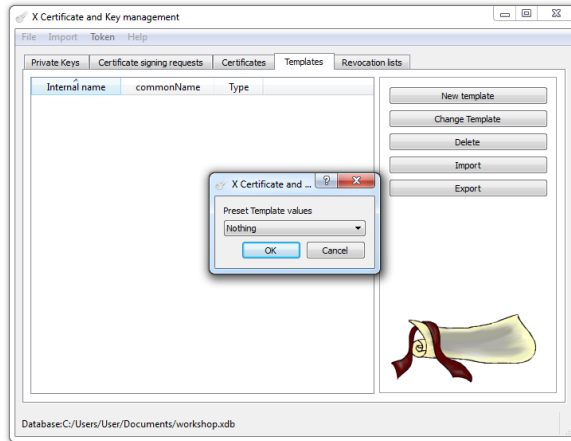 X Certificate and Key management
File Import Token Help
Private Keys Certificate signing requests Certificates Templates Revocation lists
Internal name commonName Type
New template
Change Template
Delete
Import
Export
X Certificate and ...
Preset Template values
Nothing
OK Cancel
Database:C:/Users/User/Documents/workshop.xdb